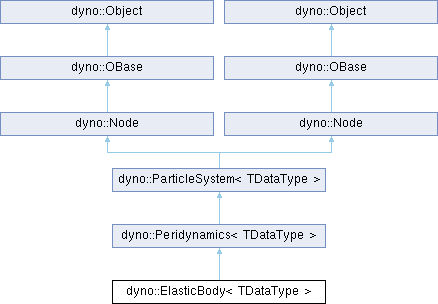 dyno::Object dyno::Object
dyno::OBase dyno::OBase
dyno::Node dyno::Node
dyno::ParticleSystem< TDataType >
dyno::Peridynamics< TDataType >
dyno::ElasticBody< TDataType >